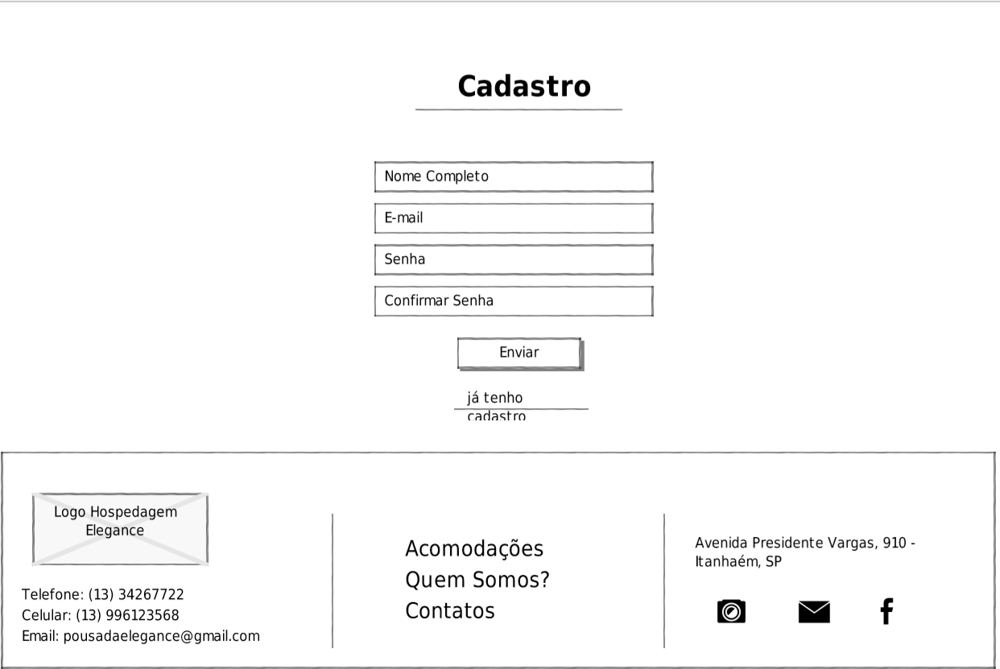 Cadastro
Nome Completo
E-mail
Senha
Confirmar Senha
Enviar
já tenho
cadastro
Logo Hospedagem
Elegance
Telefone: (13) 34267722
Celular: (13) 996123568
Email: pousadaelegance@gmail.com
Acomodações
Quem Somos?
Contatos
Avenida Presidente Vargas, 910 -
Itanhaém, SP